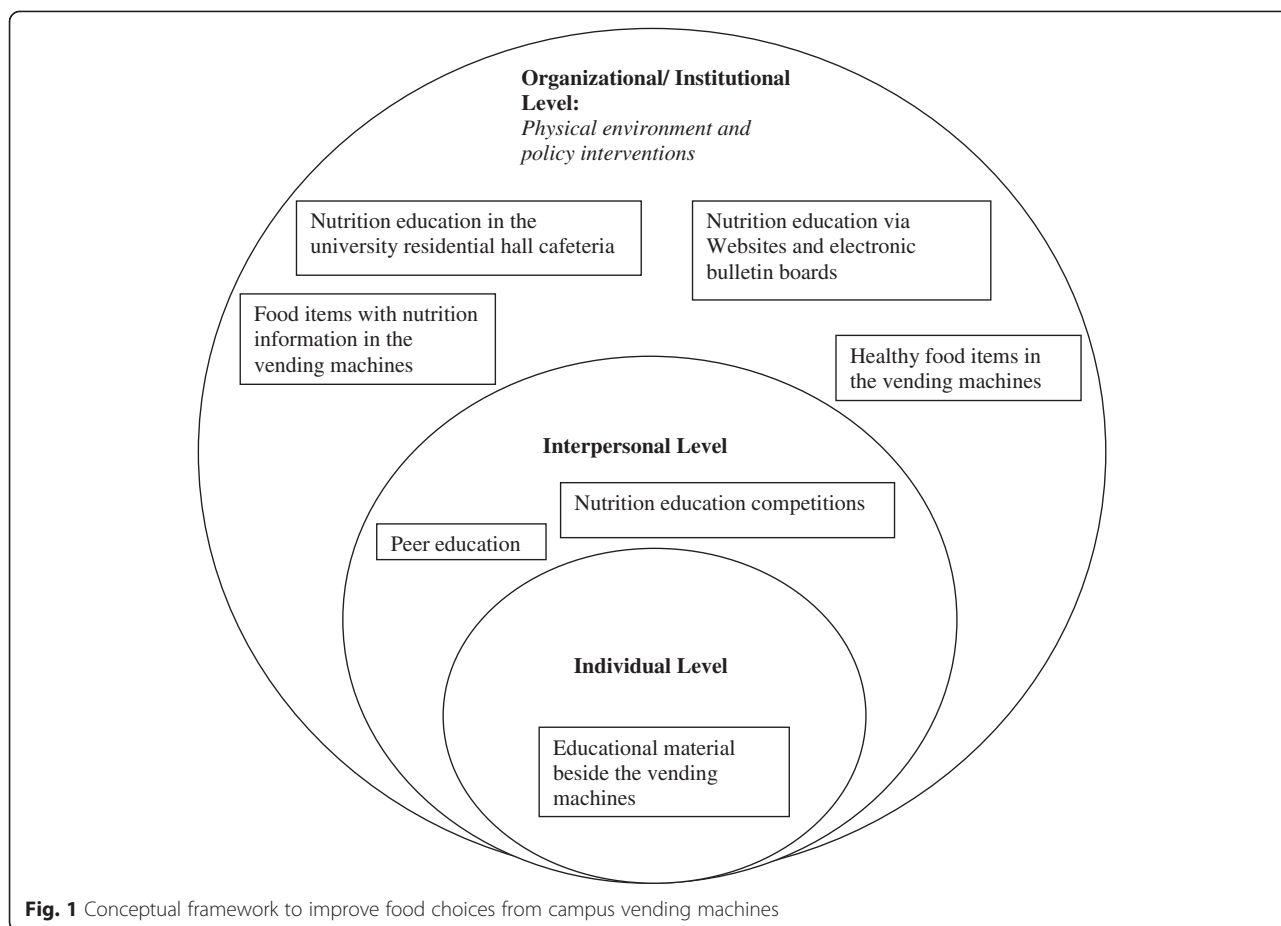 Organizational/ Institutional
Level:
Physical environment and
policy interventions
Nutrition education in the
university residential hall cafeteria
Nutrition education via
Websites and electronic
bulletin boards
Food items with nutrition
information in the
vending machines
Healthy food items in
the vending machines
Interpersonal Level
Nutrition education competitions
Peer education
Individual Level
Educational material
beside the vending
machines
Fig. 1 Conceptual framework to improve food choices from campus vending machines